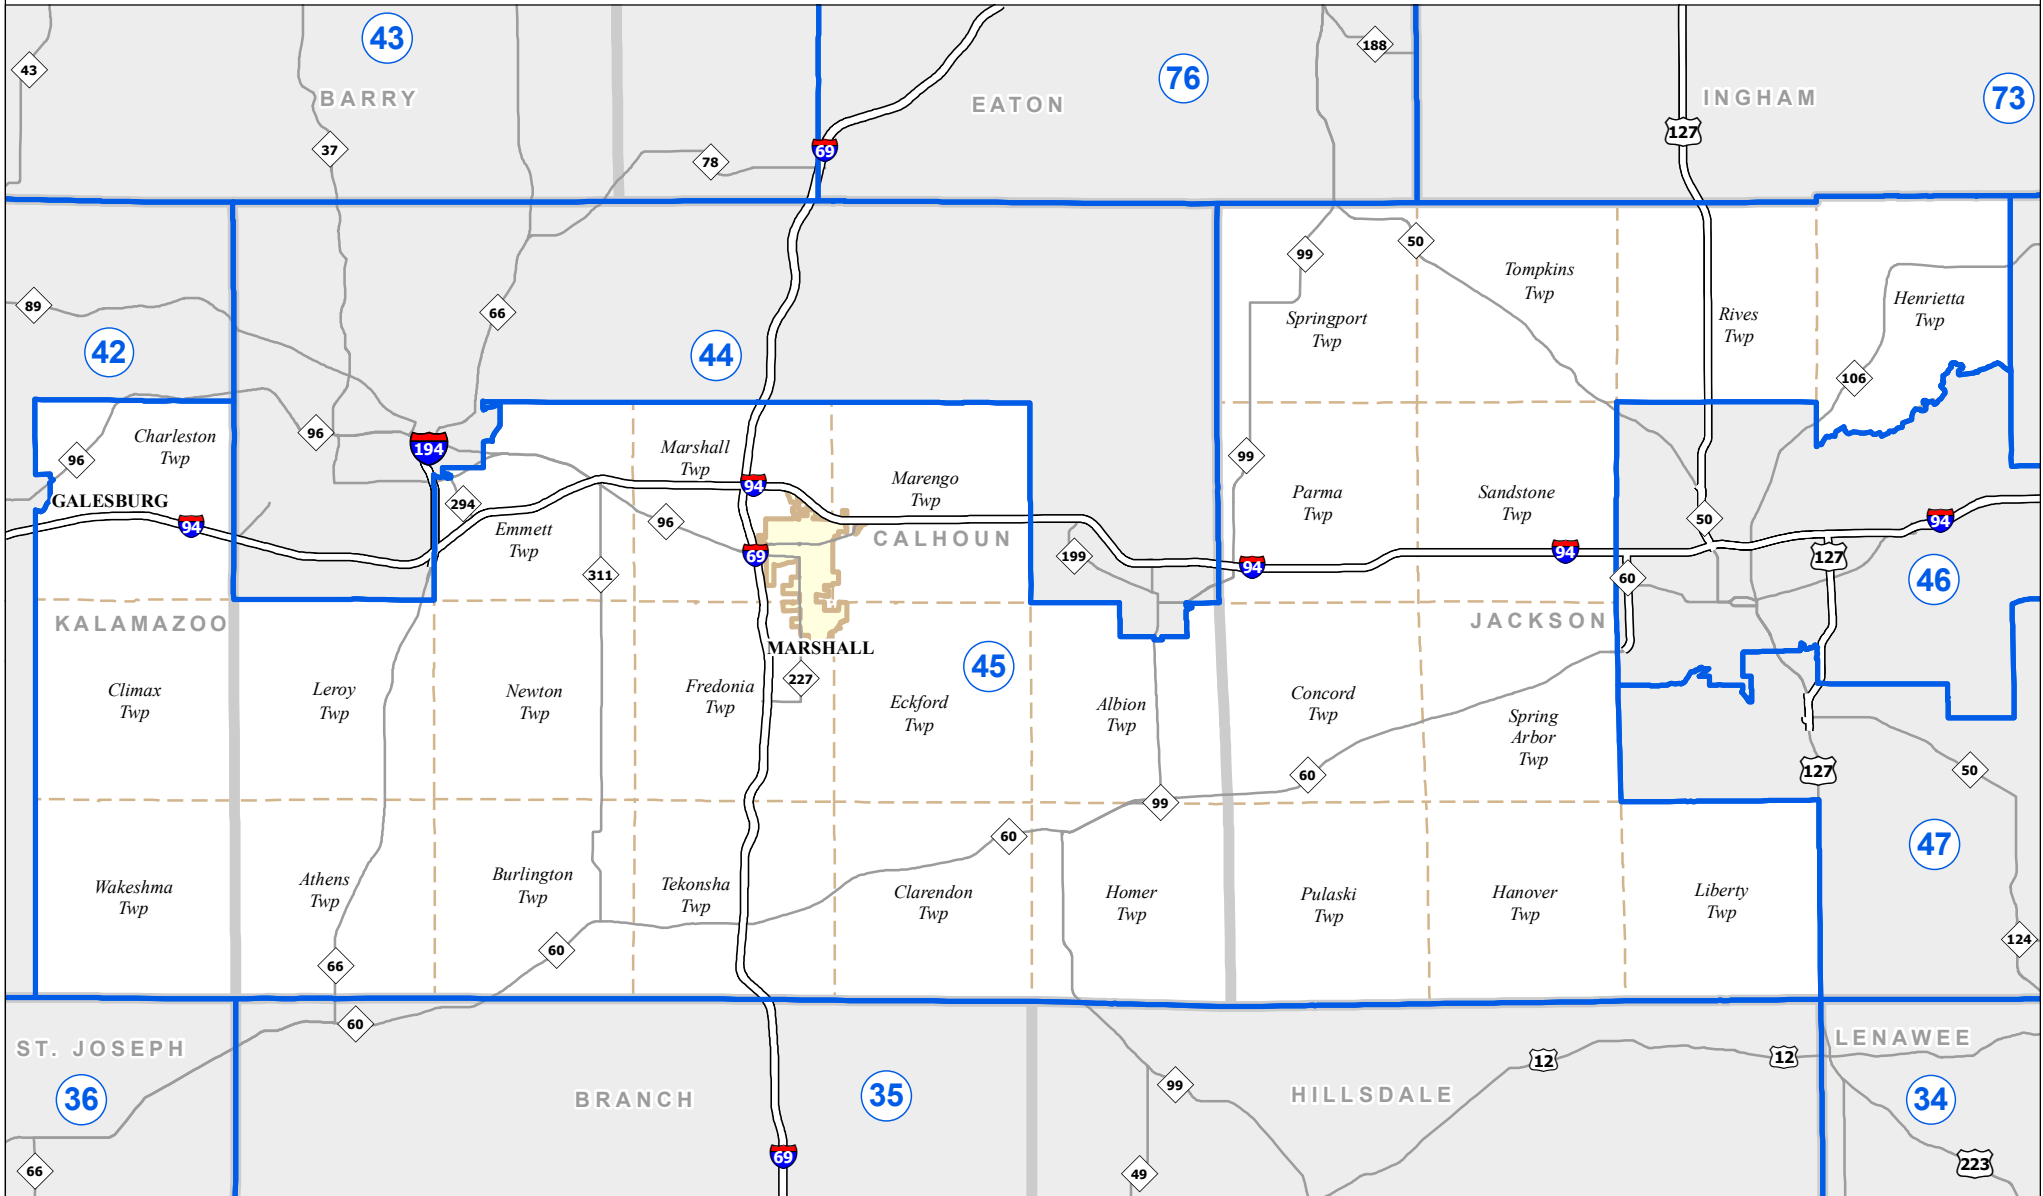 43
76
188
43
BARRY
EATON
INGHAM
73
127
37
78
69
99
50
Tompkins
Twp
89
66
Springport
Twp
Rives
Twp
Henrietta
Twp
42
44
106
Charleston
Twp
96
96
194
Marshall
Twp
99
GALESBURG
94
294
94
Marengo
Twp
Parma
Twp
Sandstone
Twp
Emmett
Twp
96
CALHOUN
50
94
69
199
94
94
127
311
60
46
KALAMAZOO
JACKSON
MARSHALL
45
227
Climax
Twp
Leroy
Twp
Newton
Twp
Fredonia
Twp
Eckford
Twp
Albion
Twp
Concord
Twp
Spring
Arbor
Twp
60
127
50
99
60
47
Wakeshma
Twp
Athens
Twp
Burlington
Twp
Tekonsha
Twp
Clarendon
Twp
Homer
Twp
Pulaski
Twp
Hanover
Twp
Liberty
Twp
60
66
124
60
ST. JOSEPH
LENAWEE
12
12
36
BRANCH
35
99
HILLSDALE
34
66
69
49
223